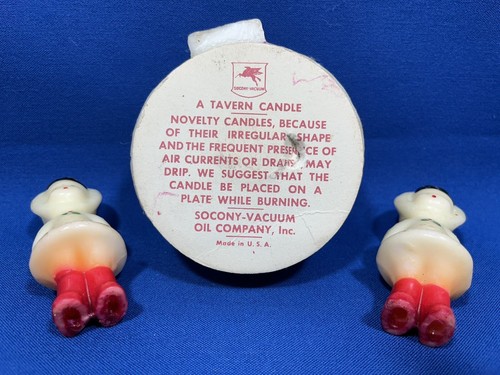 SOCONY-VACUUM
A TAVERN CANDLE
NOVELTY CANDLES, BECAUSE
OF THEIR IRREGULAR SHAPE
AND THE FREQUENT PRESENCE OF
AIR CURRENTS OR DRAFTS, MAY
DRIP. WE SUGGEST THAT THE
CANDLE BE PLACED ON A
PLATE WHILE BURNING.
SOCONY-VACUUM
OIL COMPANY, Inc.
Made in U. S. A.